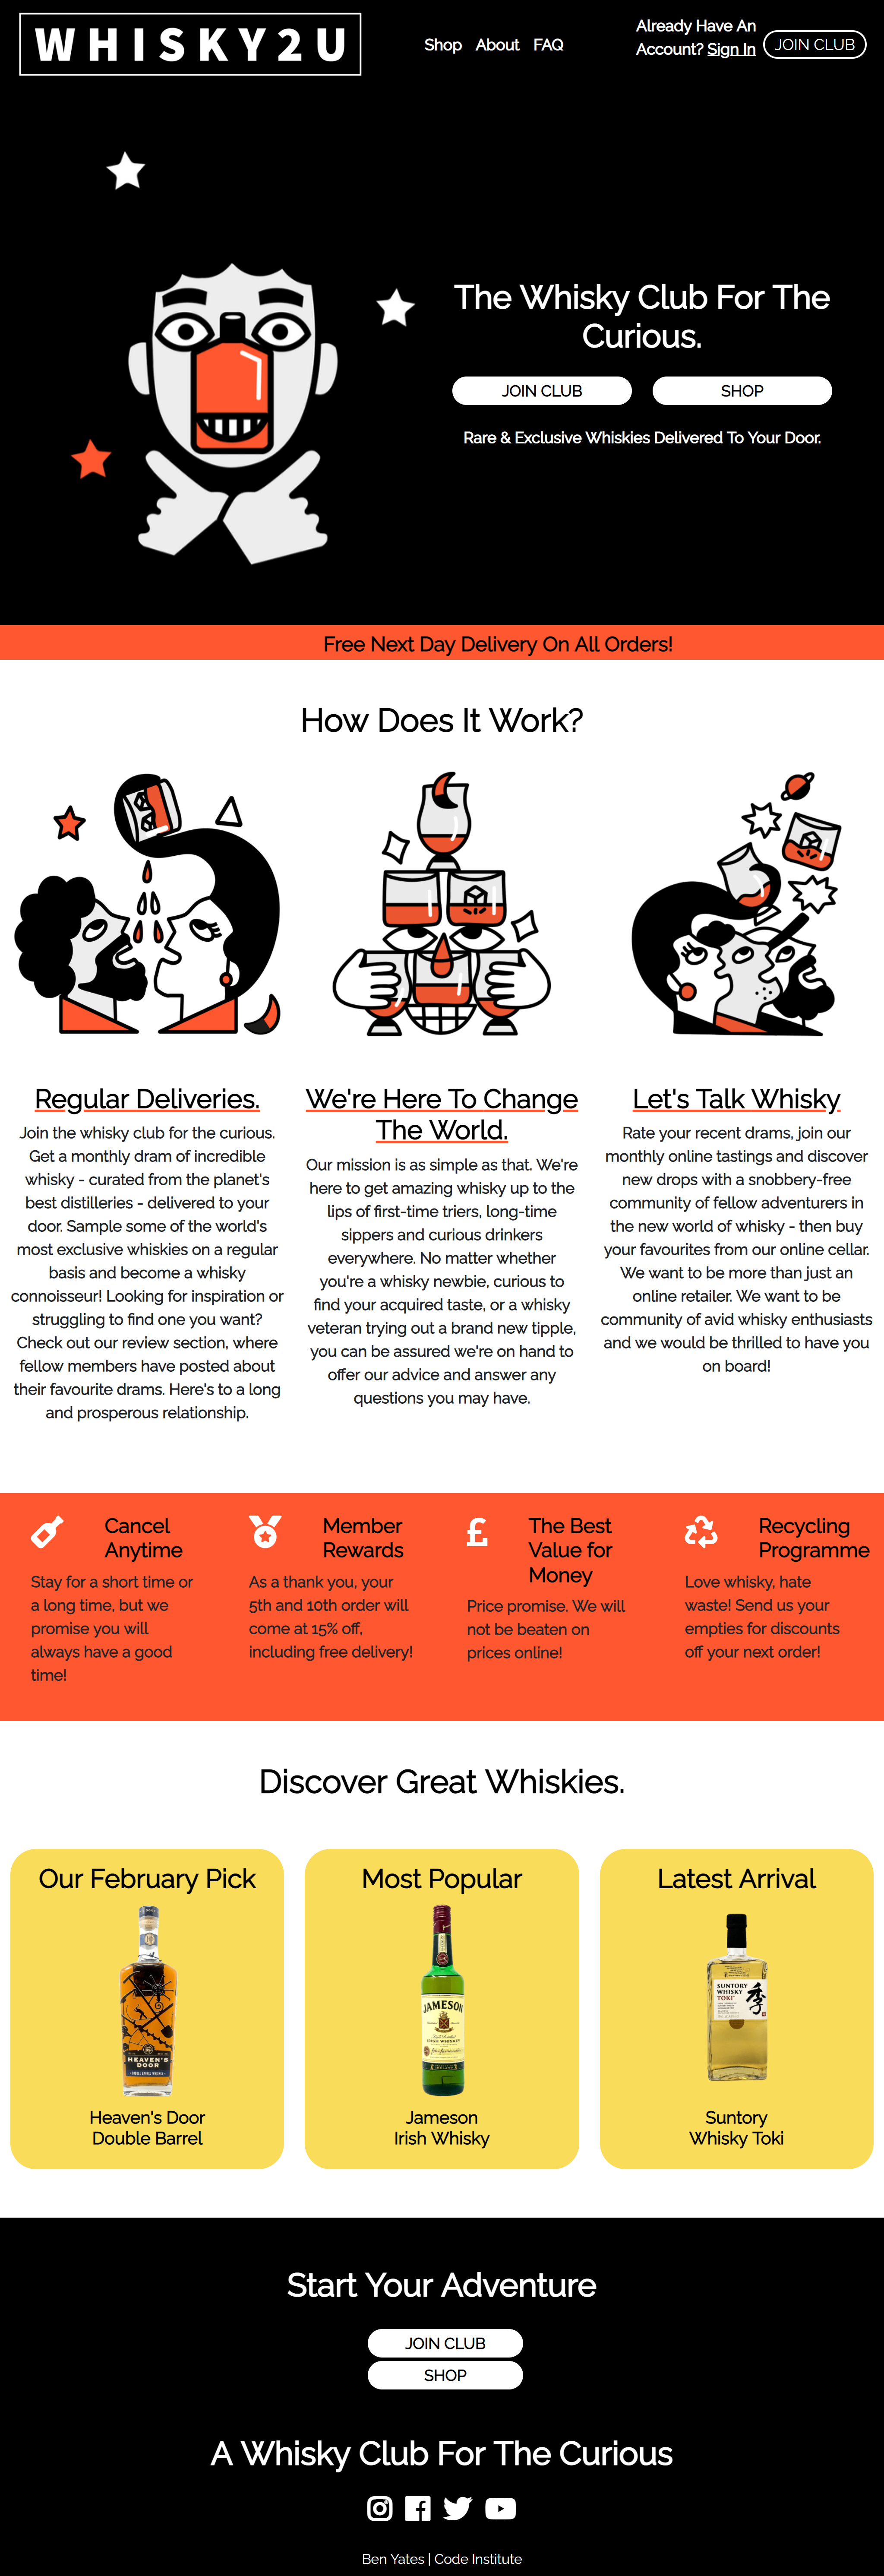 WHISKY2U
Shop About FAQ
Already Have An
Account? Sign In
JOIN CLUB
The Whisky Club For The
Curious.
JOIN CLUB
SHOP
Rare & Exclusive Whiskies Delivered To Your Door.
Free Next Day Delivery On All Orders!
How Does It Work?
Regular Deliveries.
Join the whisky club for the curious.
Get a monthly dram of incredible
whisky - curated from the planet's
best distilleries - delivered to your
door. Sample some of the world's
most exclusive whiskies on a regular
basis and become a whisky
connoisseur! Looking for inspiration or
struggling to find one you want?
Check out our review section, where
fellow members have posted about
their favourite drams. Here's to a long
and prosperous relationship.
We're Here To Change
The World.
Our mission is as simple as that. We're
here to get amazing whisky up to the
lips of first-time triers, long-time
sippers and curious drinkers
everywhere. No matter whether
you're a whisky newbie, curious to
find your acquired taste, or a whisky
veteran trying out a brand new tipple,
you can be assured we're on hand to
offer our advice and answer any
questions you may have.
Let's Talk Whisky
Rate your recent drams, join our
monthly online tastings and discover
new drops with a snobbery-free
community of fellow adventurers in
the new world of whisky - then buy
your favourites from our online cellar.
We want to be more than just an
online retailer. We want to be
community of avid whisky enthusiasts
and we would be thrilled to have you
on board!
Cancel
Anytime
Stay for a short time or
a long time, but we
promise you will
always have a good
time!
Member
Rewards
As a thank you, your
5th and 10th order will
come at 15% off,
including free delivery!
£
The Best
Value for
Money
Price promise. We will
not be beaten on
prices online!
Recycling
Programme
Love whisky, hate
waste! Send us your
empties for discounts
off your next order!
Discover Great Whiskies.
Our February Pick
HEAVEN'S
DOOR
Heaven's Door
Double Barrel
Most Popular
JAMESON
IRISH WHISKEY
Jameson
Irish Whisky
Latest Arrival
SUNTORY
WHISKY
TOKI
季
Suntory
Whisky Toki
Start Your Adventure
JOIN CLUB
SHOP
A Whisky Club For The Curious
Ben Yates | Code Institute